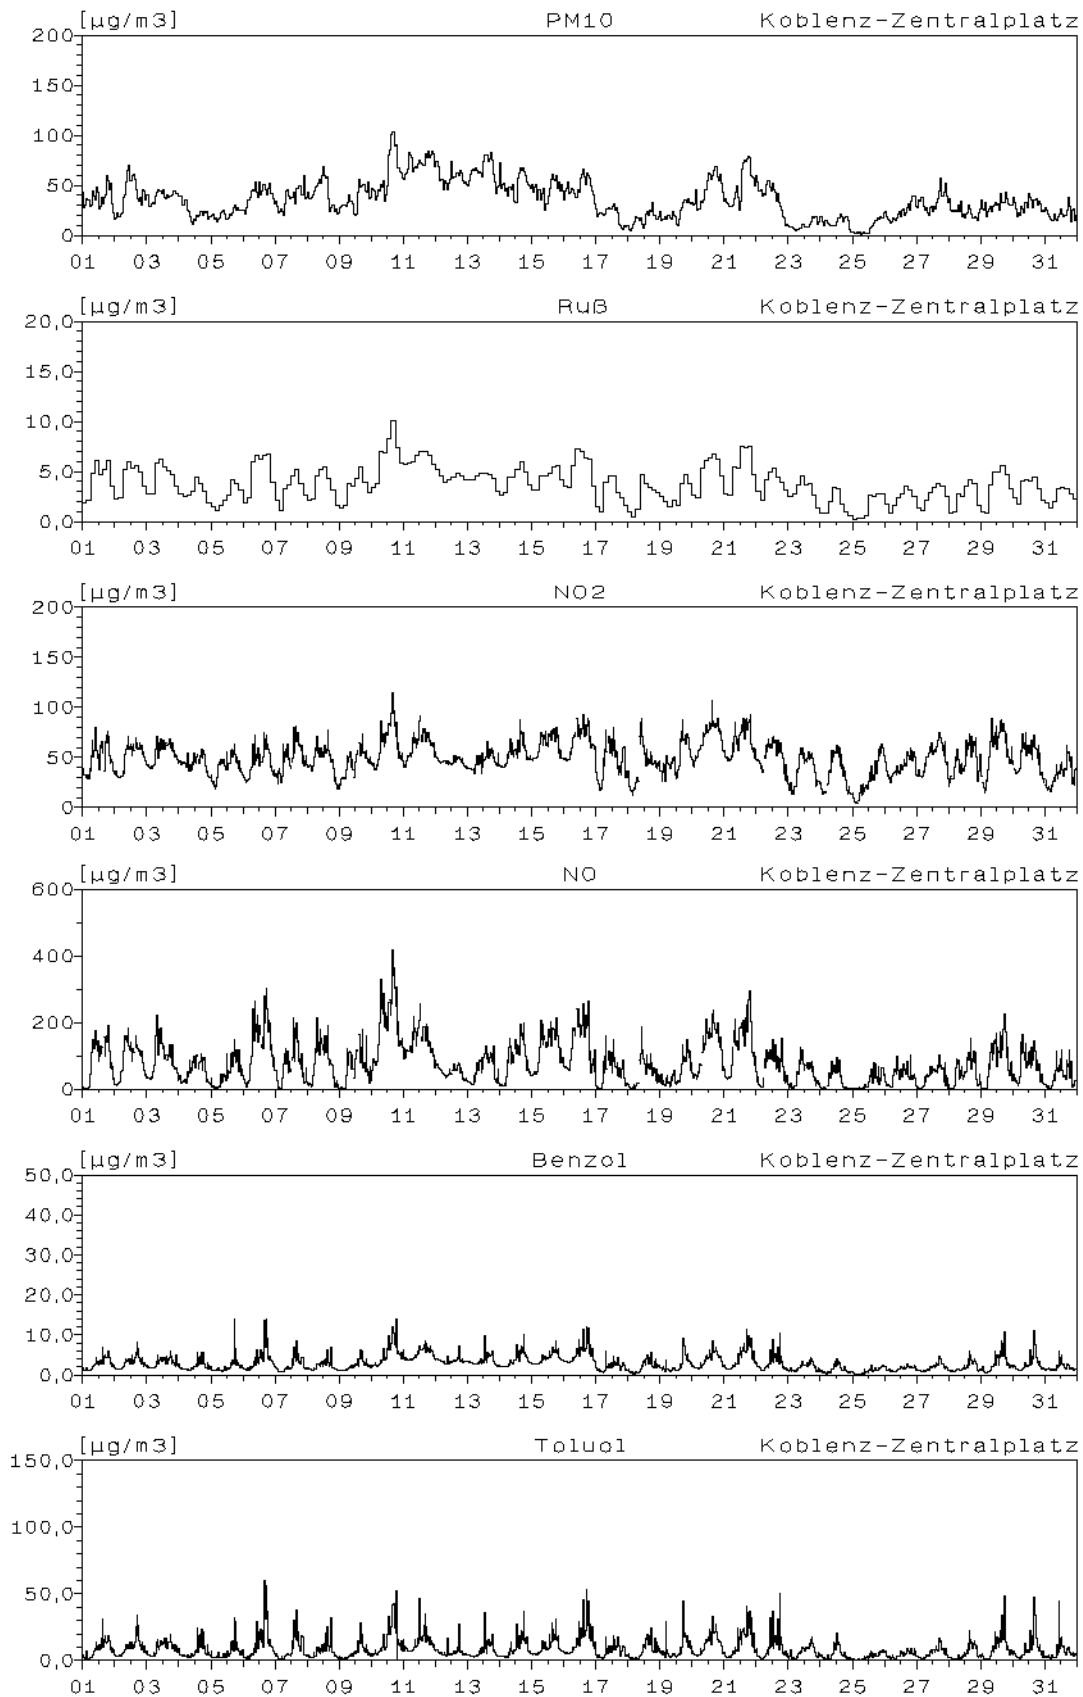 [µg/m3] PM10 Koblenz-Zentralplatz
200
150
100
50
0
01 03 05 07 09 11 13 15 17 19 21 23 25 27 29 31
[µg/m3] Ruß Koblenz-Zentralplatz
20,0
15,0
10,0
5,0
0,0
01 03 05 07 09 11 13 15 17 19 21 23 25 27 29 31
[µg/m3] NO2 Koblenz-Zentralplatz
200
150
100
50
0
01 03 05 07 09 11 13 15 17 19 21 23 25 27 29 31
[µg/m3] NO Koblenz-Zentralplatz
600
400
200
0
01 03 05 07 09 11 13 15 17 19 21 23 25 27 29 31
[µg/m3] Benzol Koblenz-Zentralplatz
50,0
40,0
30,0
20,0
10,0
0,0
01 03 05 07 09 11 13 15 17 19 21 23 25 27 29 31
[µg/m3] Toluol Koblenz-Zentralplatz
150,0
100,0
50,0
0,0
01 03 05 07 09 11 13 15 17 19 21 23 25 27 29 31